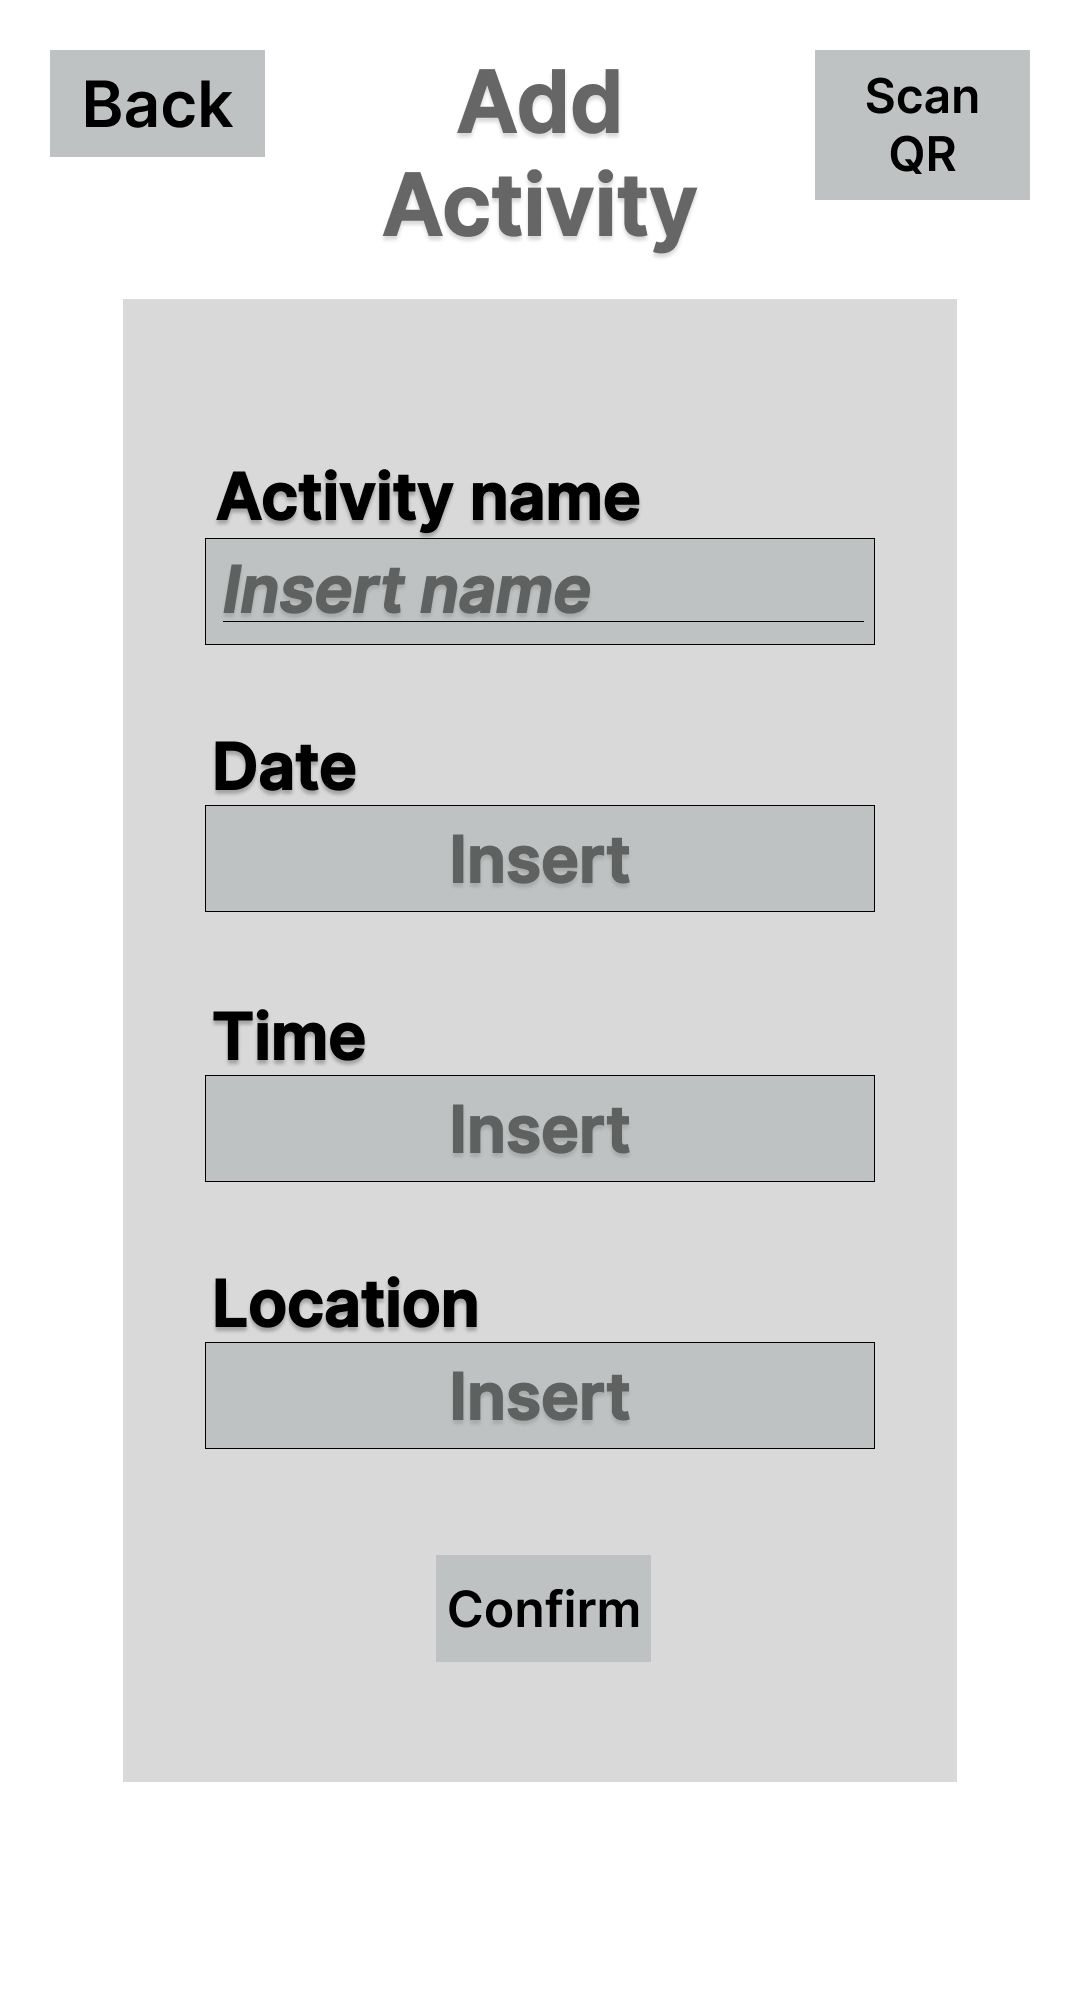 Back
Add
Activity
Scan
QR
Activity name
Insert name
Date
Insert
Time
Insert
Location
Insert
Confirm